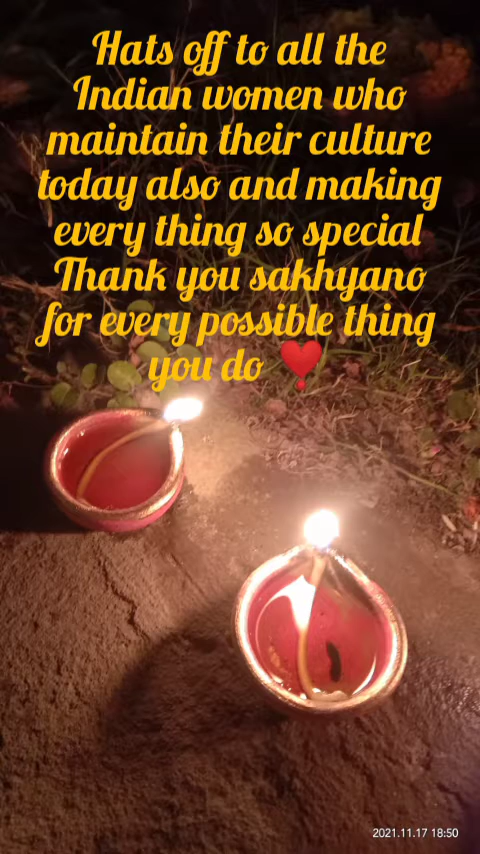 Hats off to all the
Indian women who
maintain their culture
today also and making
every thing so special
Thank you sakhyano
for every possible thing
you do ❣️
2021.11.17 18:50